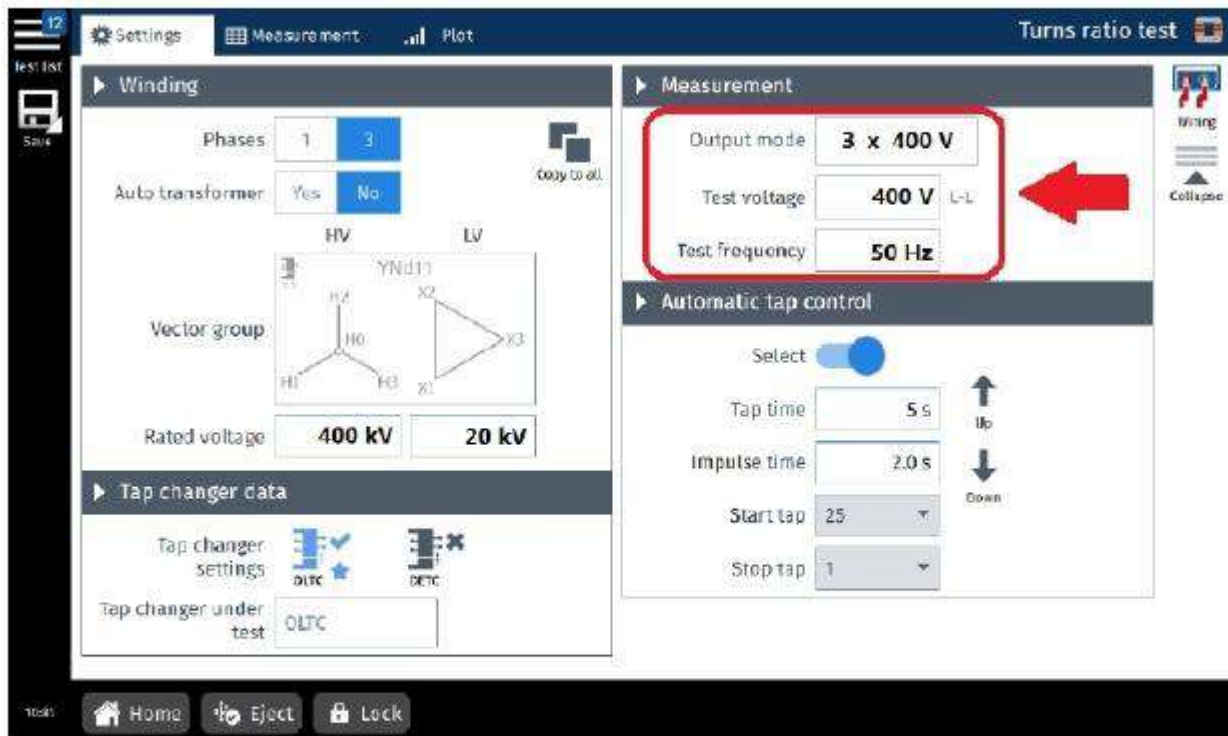 12
Test list
Save
Settings
Measurement
Plot
Turns ratio test
Winding
Phases 1 3
Copy to all
Auto transformer Yes No
HV LV
YNd11
Vector group
H2 X2
H0 X3
H1 H3 X1
Rated voltage 400 kV 20 kV
Tap changer data
Tap changer
settings
OLTC DETC
Tap changer under
test OLTC
Measurement
Output mode 3 x 400 V
Test voltage 400 V L-L
Test frequency 50 Hz
Automatic tap control
Select
Tap time 5 s
Up
Impulse time 2.0 s
Down
Start tap 25
Stop tap 1
Wiring
Collapse
Home Eject Lock